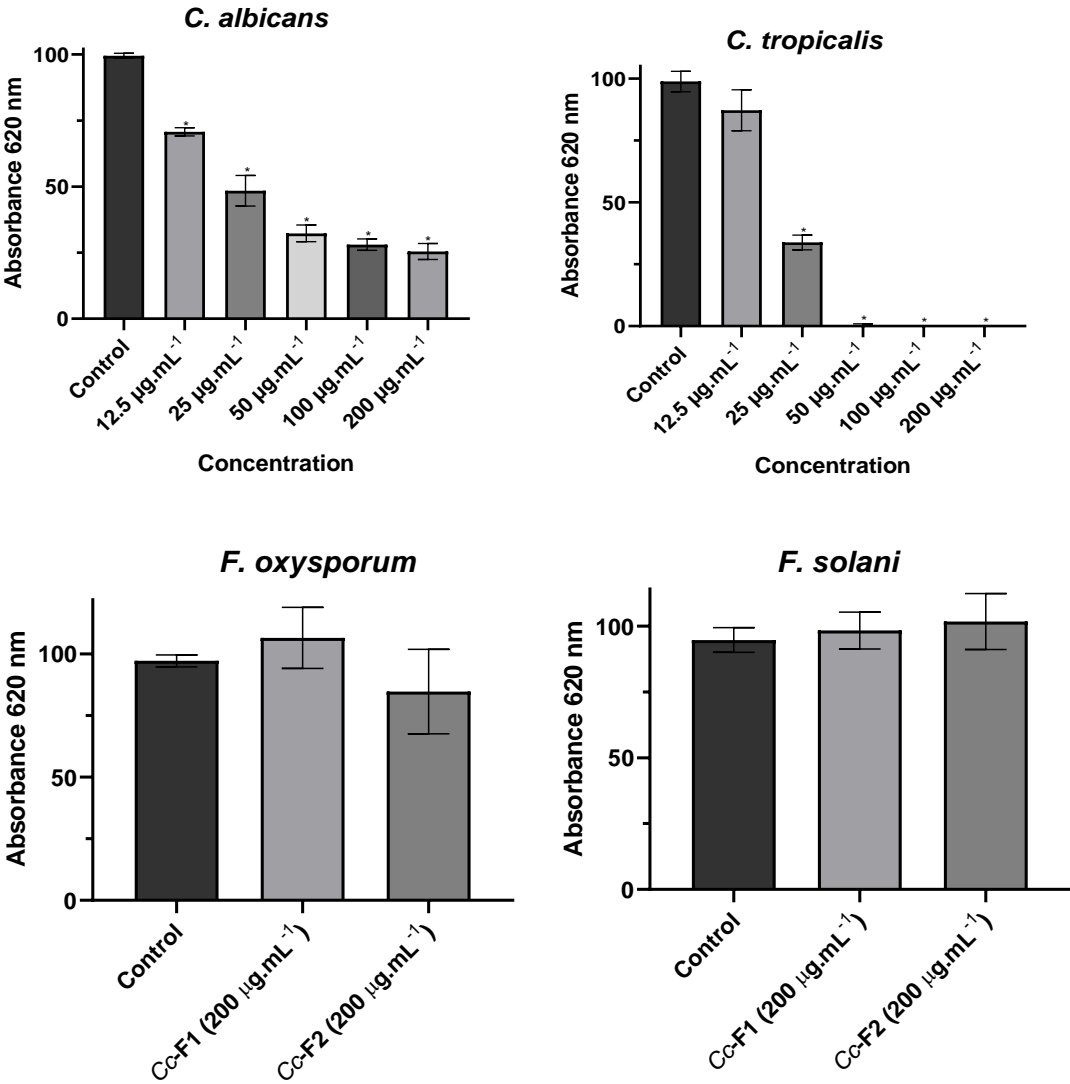 C. albicans
Absorbance 620 nm
100
50
0
*
*
*
*
*
Control
12.5 µg.mL⁻¹
25 µg.mL⁻¹
50 µg.mL⁻¹
100 µg.mL⁻¹
200 µg.mL⁻¹
Concentration
C. tropicalis
Absorbance 620 nm
100
50
0
*
*
*
*
Control
12.5 µg.mL⁻¹
25 µg.mL⁻¹
50 µg.mL⁻¹
100 µg.mL⁻¹
200 µg.mL⁻¹
Concentration
F. oxysporum
Absorbance 620 nm
100
50
0
Control
Cc-F1 (200 µg.mL⁻¹)
Cc-F2 (200 µg.mL⁻¹)
F. solani
Absorbance 620 nm
100
50
0
Control
Cc-F1 (200 µg.mL⁻¹)
Cc-F2 (200 µg.mL⁻¹)